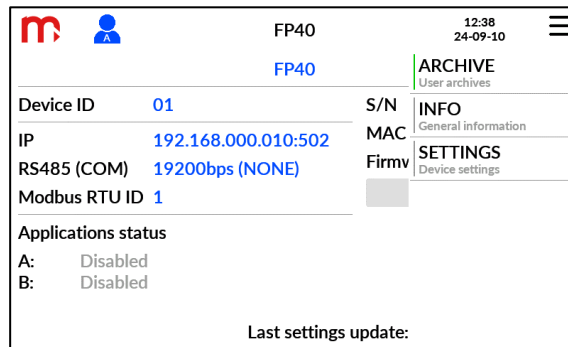 m
A
FP40
12:38
24-09-10
FP40
ARCHIVE
User archives
Device ID 01
S/N
INFO
General information
IP 192.168.000.010:502
MAC
RS485 (COM) 19200bps (NONE)
Firmv
SETTINGS
Device settings
Modbus RTU ID 1
Applications status
A: Disabled
B: Disabled
Last settings update: